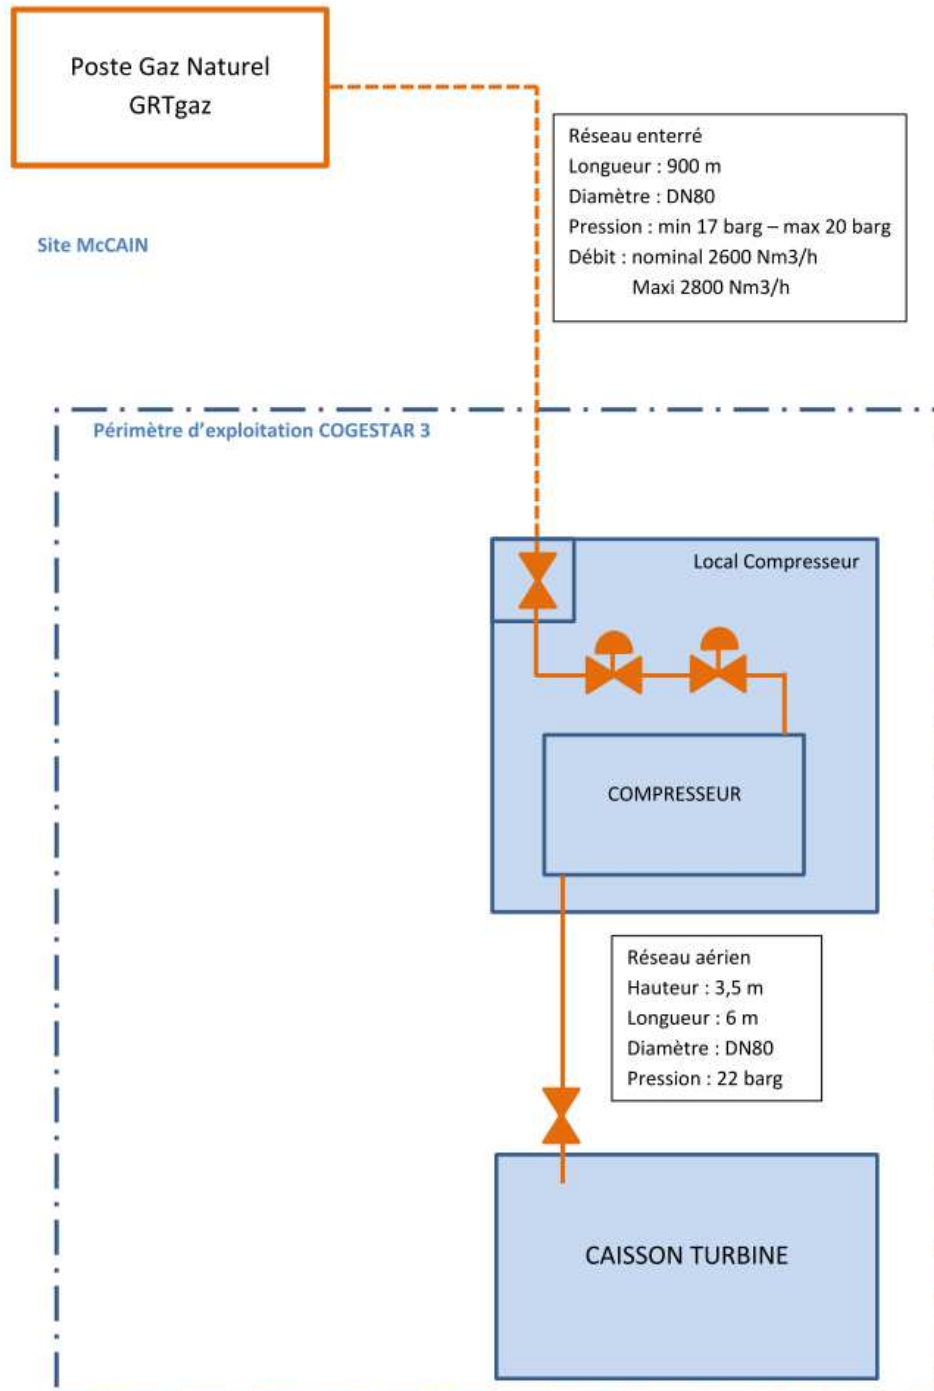 Poste Gaz Naturel
GRTgaz
Réseau enterré
Longueur : 900 m
Diamètre : DN80
Pression : min 17 barg – max 20 barg
Débit : nominal 2600 Nm3/h
Maxi 2800 Nm3/h
Site McCAIN
Périmètre d'exploitation COGESTAR 3
Local Compresseur
COMPRESSEUR
Réseau aérien
Hauteur : 3,5 m
Longueur : 6 m
Diamètre : DN80
Pression : 22 barg
CAISSON TURBINE